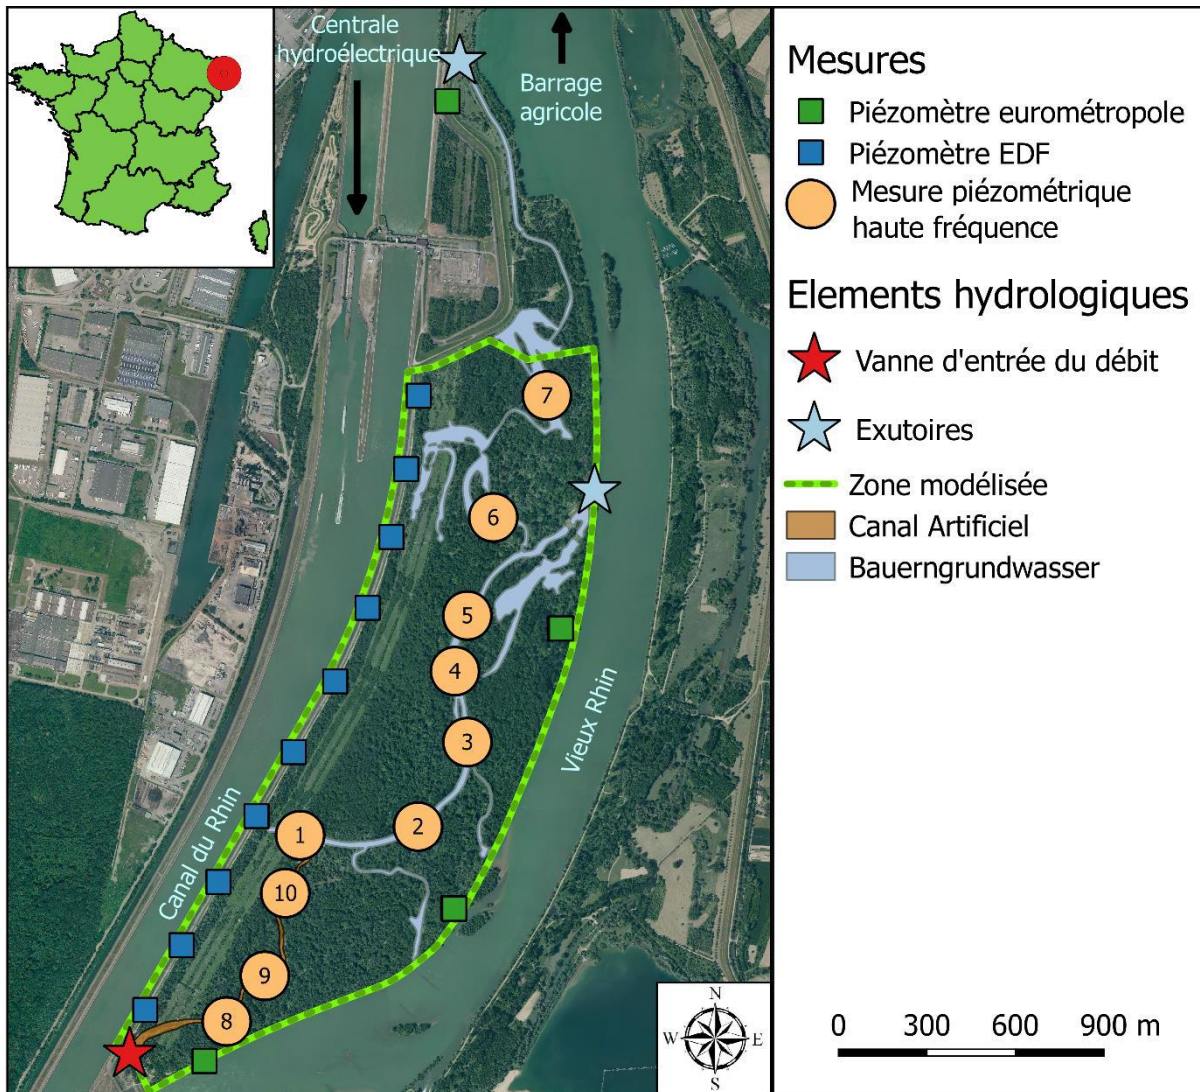 Centrale
hydroélectrique
Barrage
agricole
7
6
5
4
3
2
1
10
9
8
Canal du Rhin
Vieux Rhin
N
W
E
S
Mesures
Piézomètre eurométropole
Piézomètre EDF
Mesure piézométrique
haute fréquence
Elements hydrologiques
Vanne d'entrée du débit
Exutoires
Zone modélisée
Canal Artificiel
Bauerngrundwasser
0 300 600 900 m